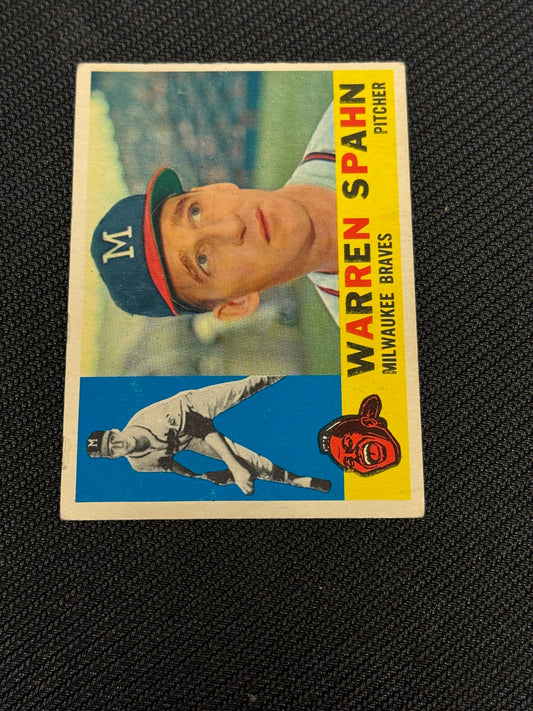 M
M
WARREN SPAHN
MILWAUKEE BRAVES PITCHER